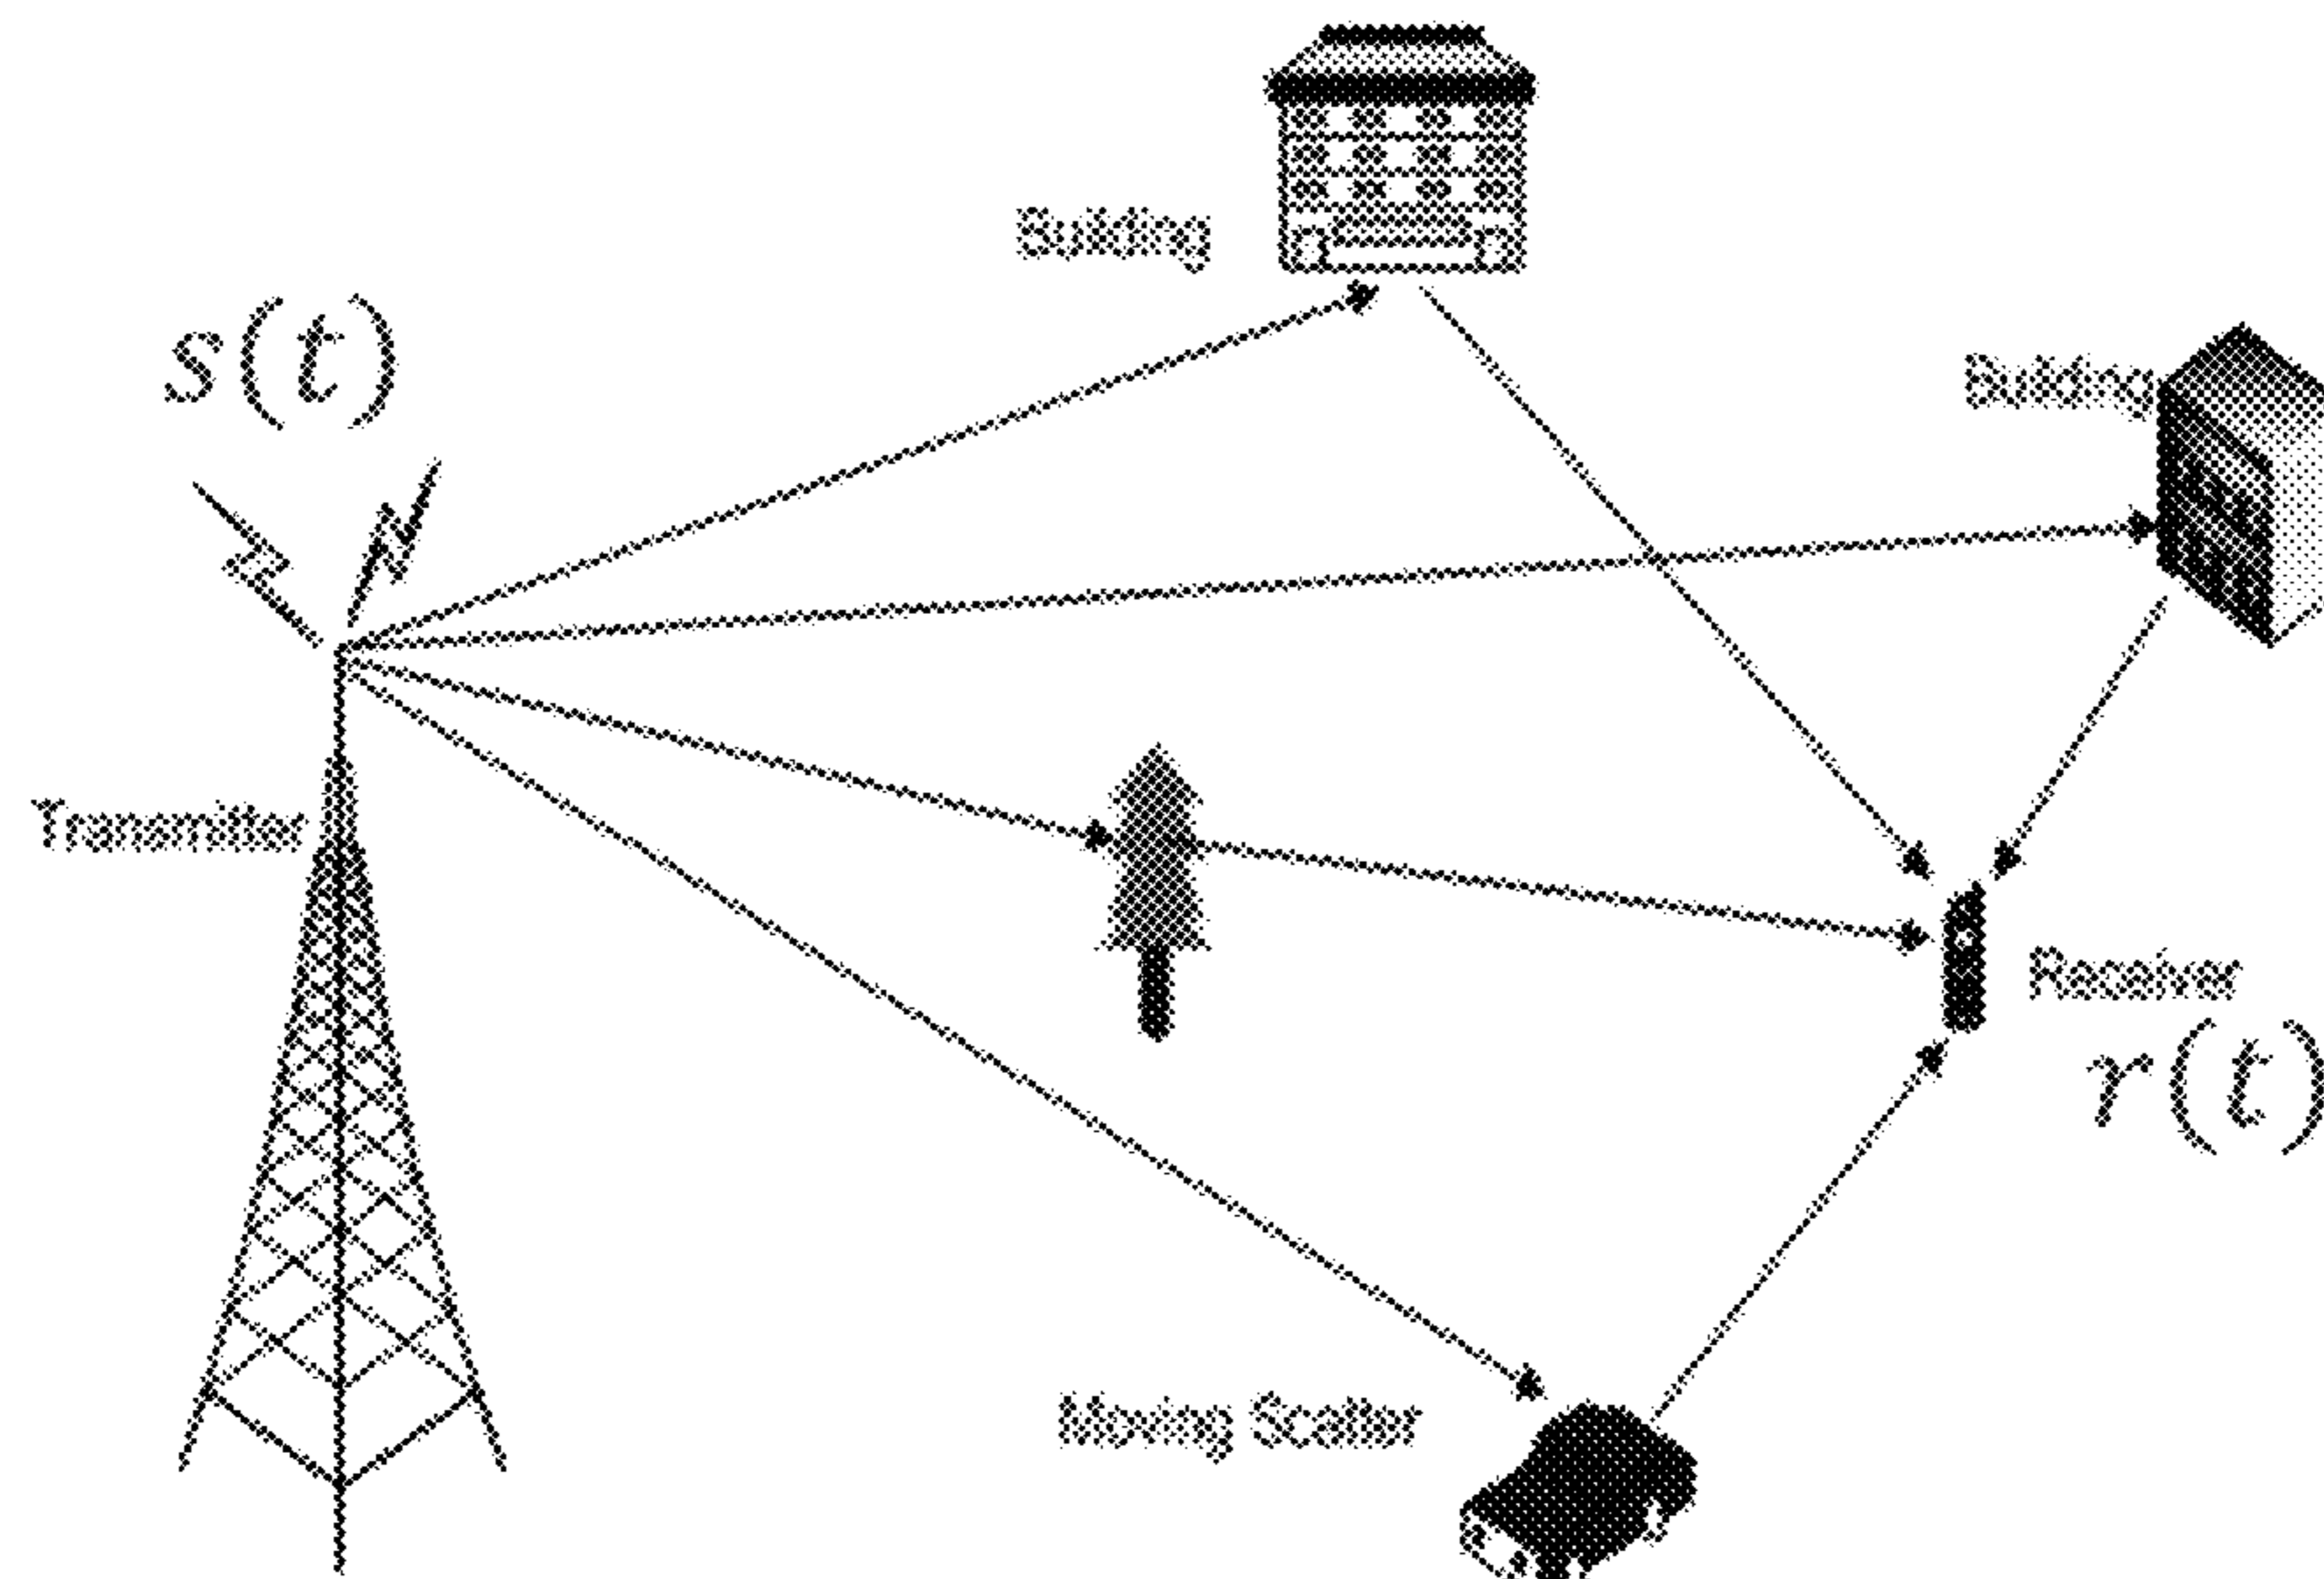 Building
Building
s(t)
Transmitter
Receiver
r(t)
Moving Scatter